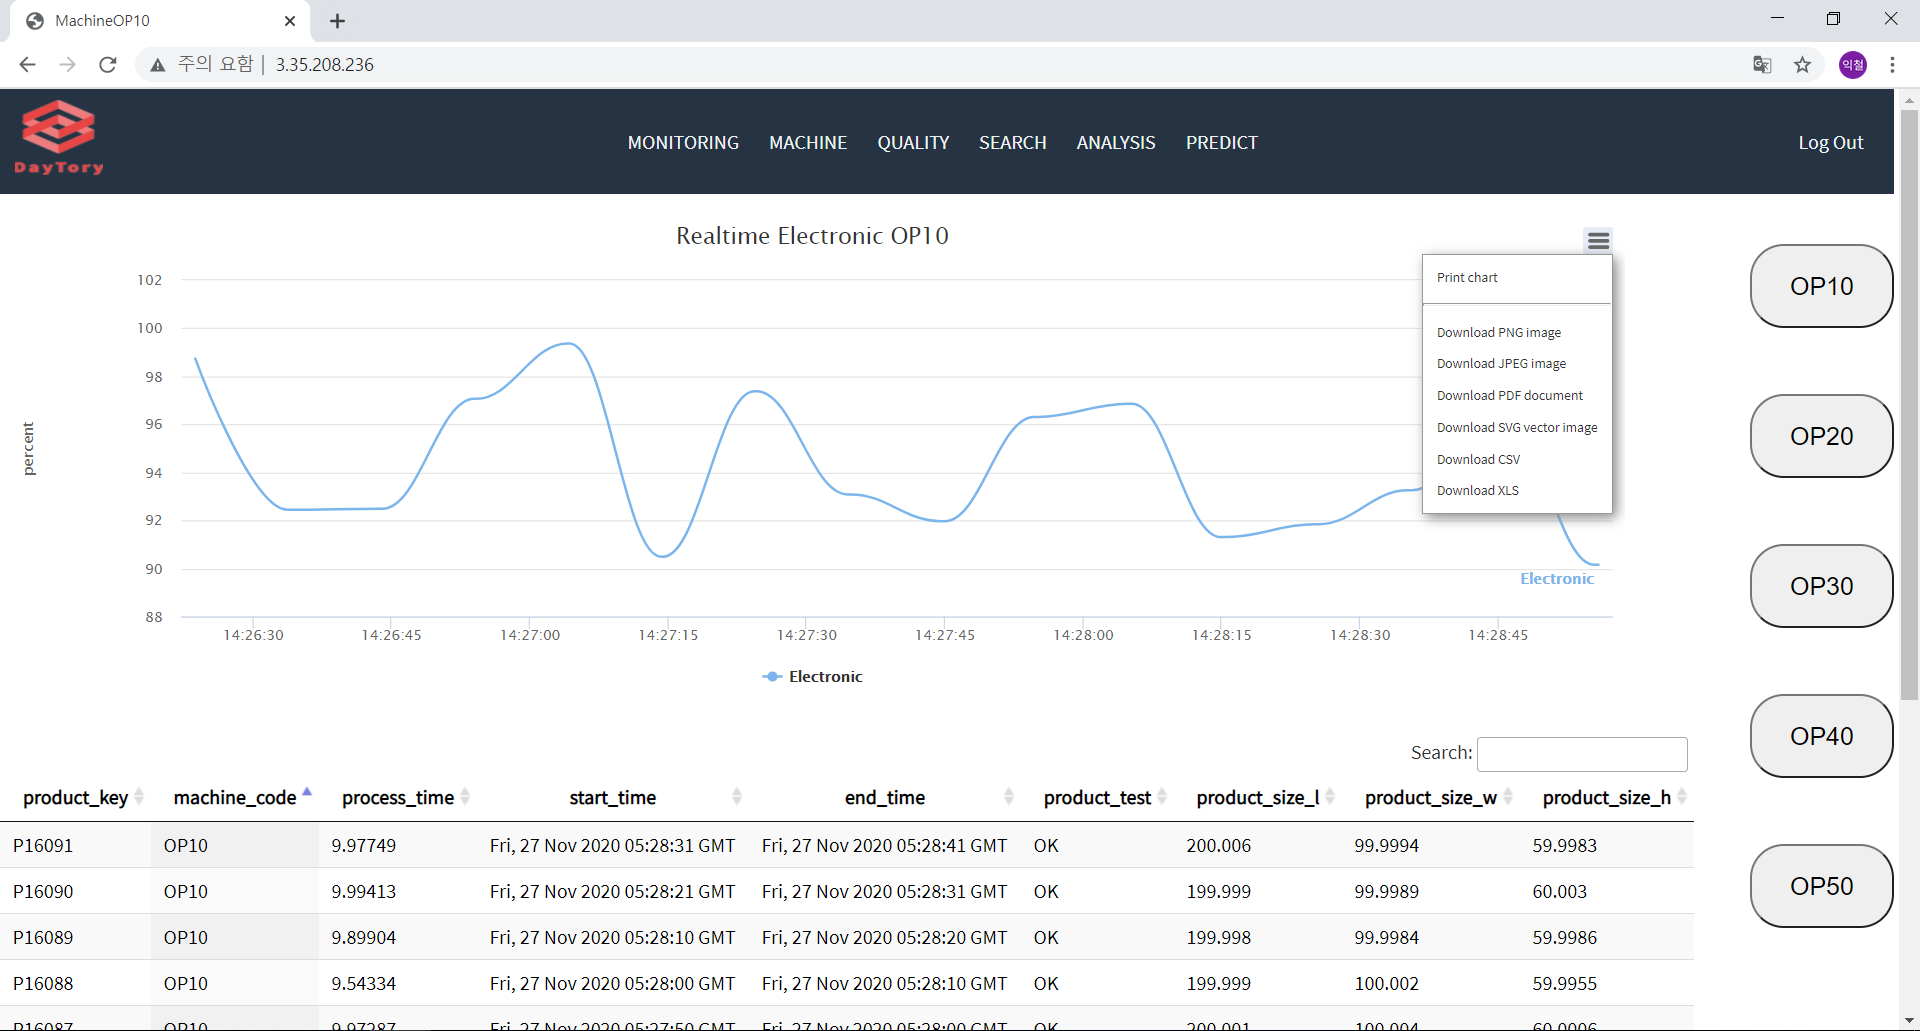 MachineOP10
주의 요함 | 3.35.208.236
익철
DayTory
MONITORING MACHINE QUALITY SEARCH ANALYSIS PREDICT
Log Out
Realtime Electronic OP10
Print chart
Download PNG image
Download JPEG image
Download PDF document
Download SVG vector image
Download CSV
Download XLS
percent
102
100
98
96
94
92
90
88
Electronic
14:26:30 14:26:45 14:27:00 14:27:15 14:27:30 14:27:45 14:28:00 14:28:15 14:28:30 14:28:45
Electronic
OP10
OP20
OP30
OP40
OP50
Search:
product_key machine_code process_time start_time end_time product_test product_size_l product_size_w product_size_h
P16091 OP10 9.97749 Fri, 27 Nov 2020 05:28:31 GMT Fri, 27 Nov 2020 05:28:41 GMT OK 200.006 99.9994 59.9983
P16090 OP10 9.99413 Fri, 27 Nov 2020 05:28:21 GMT Fri, 27 Nov 2020 05:28:31 GMT OK 199.999 99.9989 60.003
P16089 OP10 9.89904 Fri, 27 Nov 2020 05:28:10 GMT Fri, 27 Nov 2020 05:28:20 GMT OK 199.998 99.9984 59.9986
P16088 OP10 9.54334 Fri, 27 Nov 2020 05:28:00 GMT Fri, 27 Nov 2020 05:28:10 GMT OK 199.999 100.002 59.9955
P16087 OP10 9.97287 Fri, 27 Nov 2020 05:27:50 GMT Fri, 27 Nov 2020 05:28:00 GMT OK 200.001 100.004 60.0006